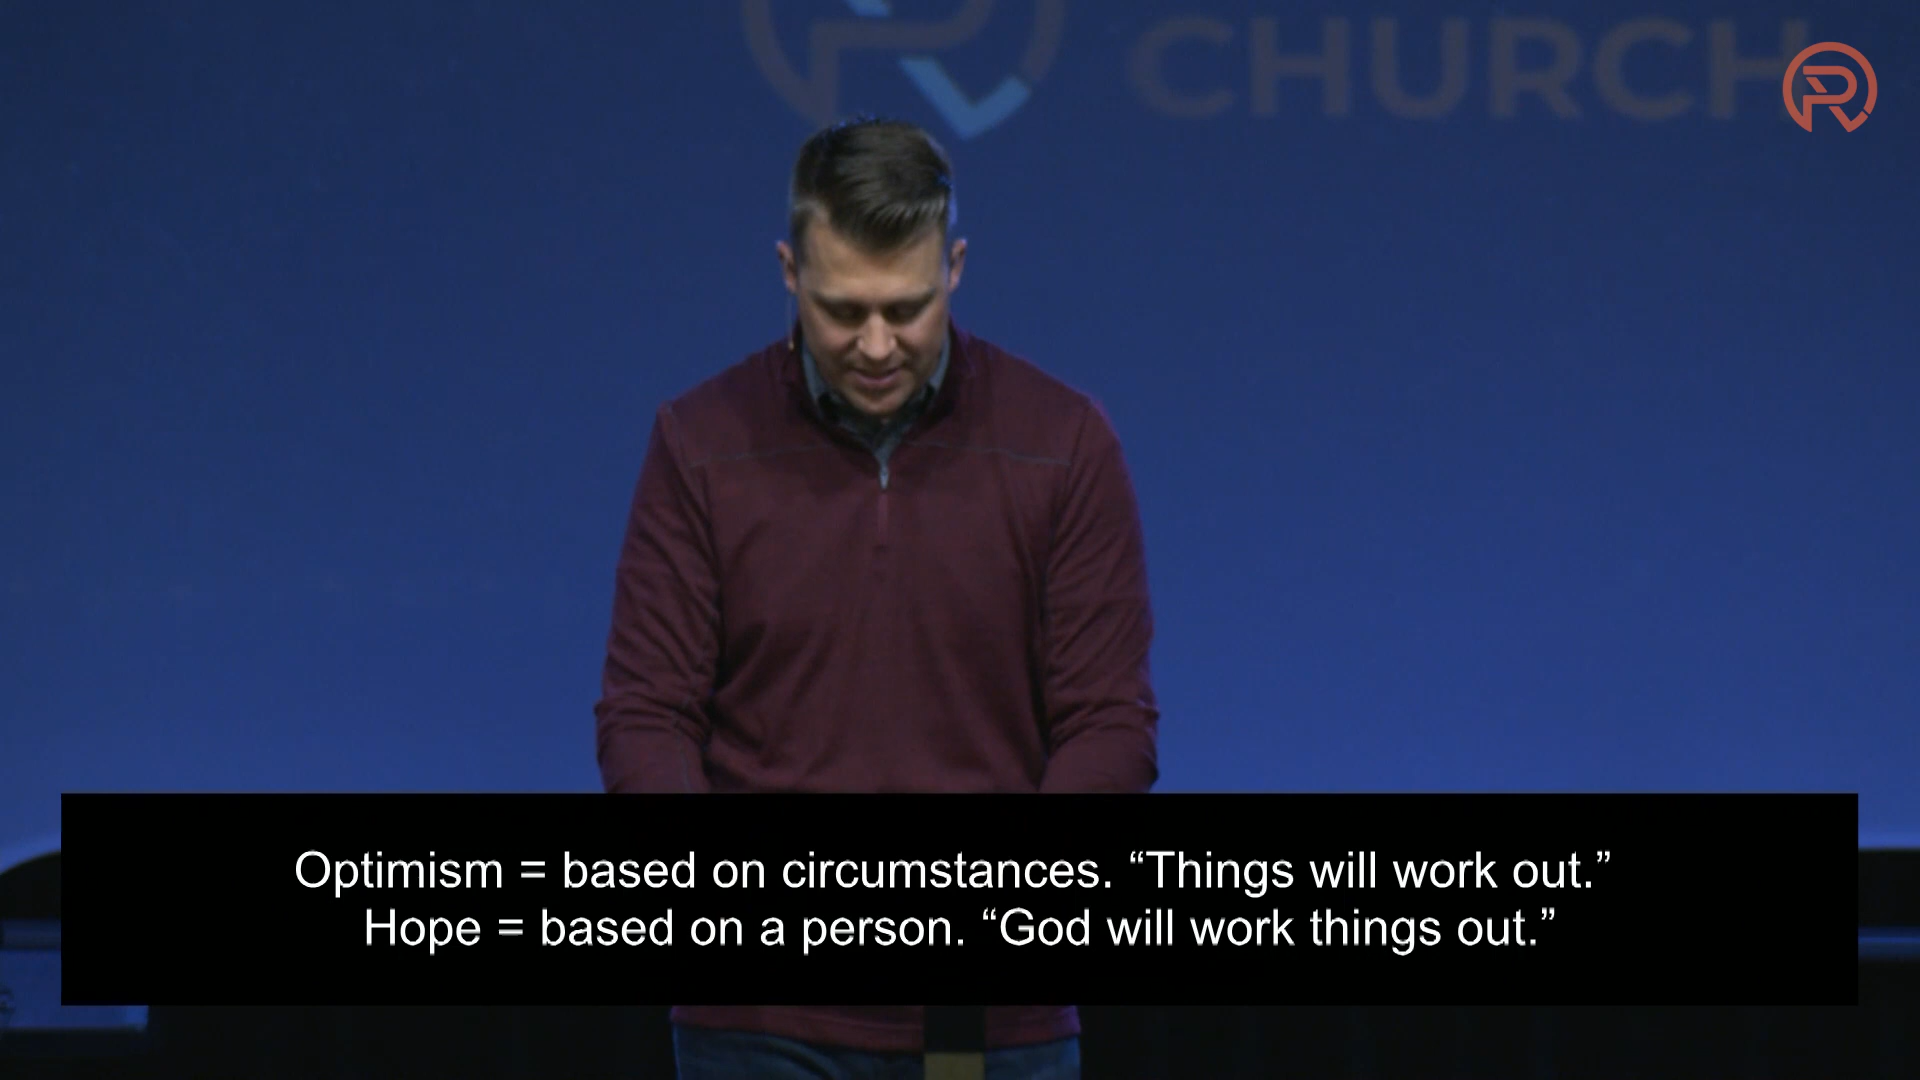 CHURCH
Optimism = based on circumstances. “Things will work out.”
Hope = based on a person. “God will work things out.”